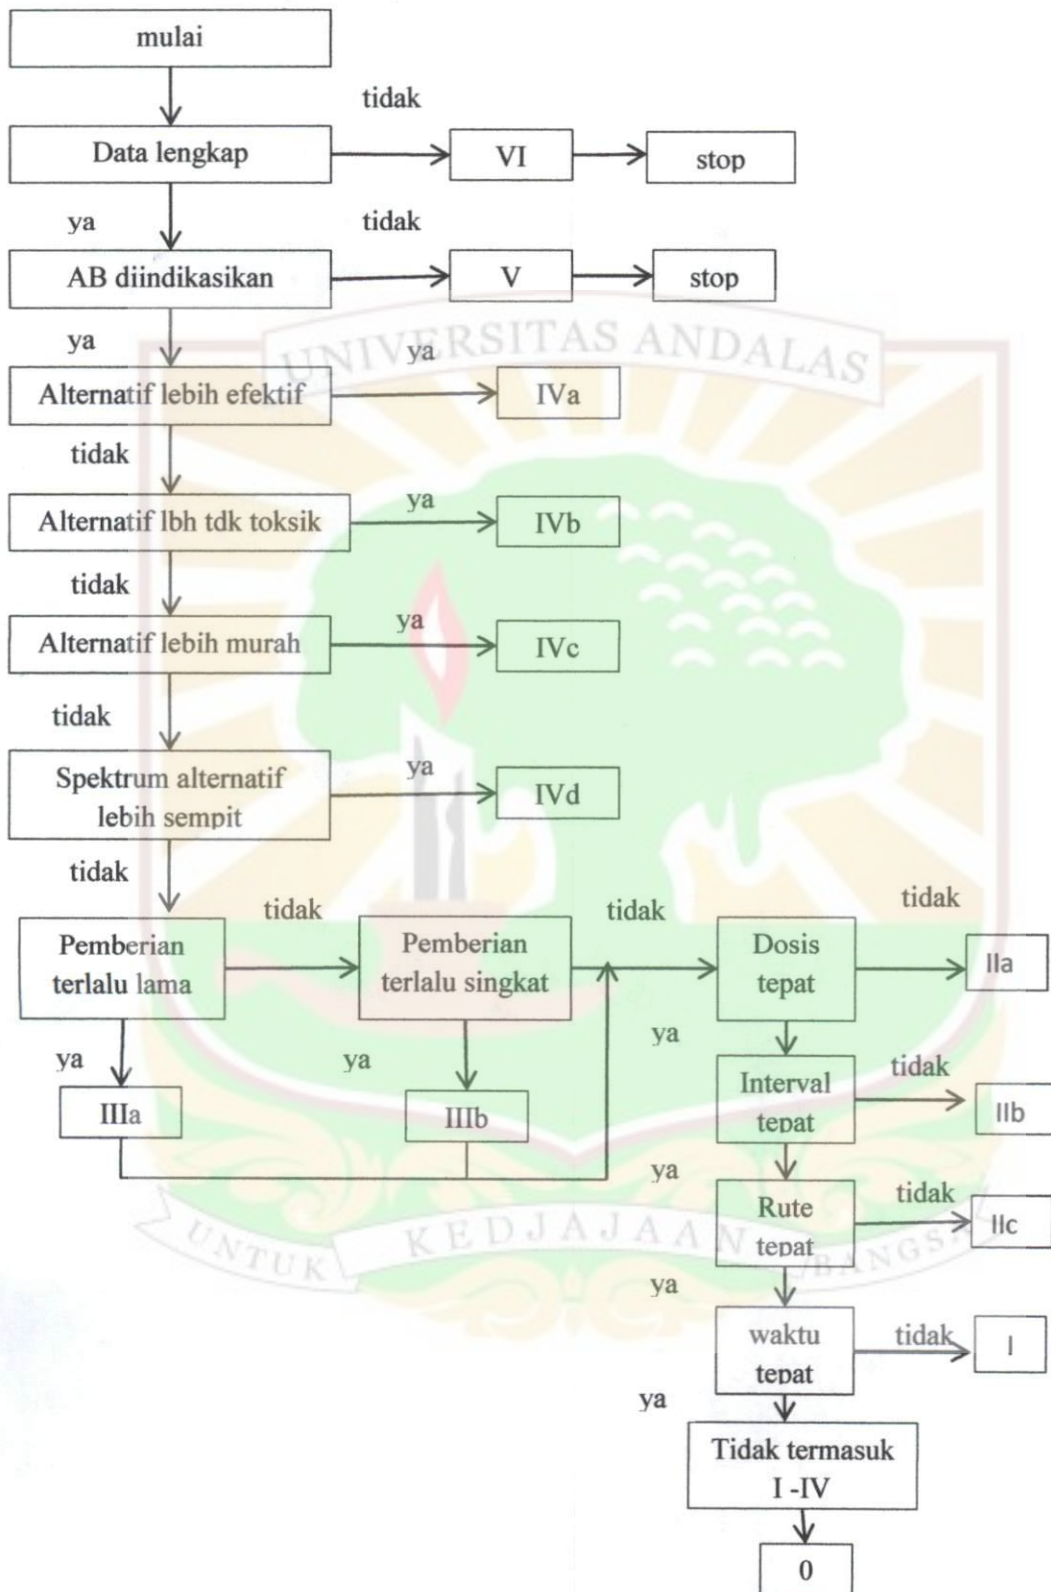 mulai
tidak
Data lengkap
VI
stop
ya
tidak
AB diindikasikan
V
stop
UNIVERSITAS ANDALAS
ya
ya
Alternatif lebih efektif
IVa
tidak
ya
Alternatif lbh tdk toksik
IVb
tidak
ya
Alternatif lebih murah
IVc
tidak
ya
Spektrum alternatif
lebih sempit
IVd
tidak
tidak
tidak
tidak
Pemberian
terlalu lama
Pemberian
terlalu singkat
Dosis
tepat
IIa
ya
ya
ya
IIIa
IIIb
Interval
tepat
tidak
IIb
ya
Rute
tepat
tidak
IIc
UNTUK KEDJAJAAN BANGSA
ya
waktu
tepat
tidak
I
ya
Tidak termasuk
I -IV
0